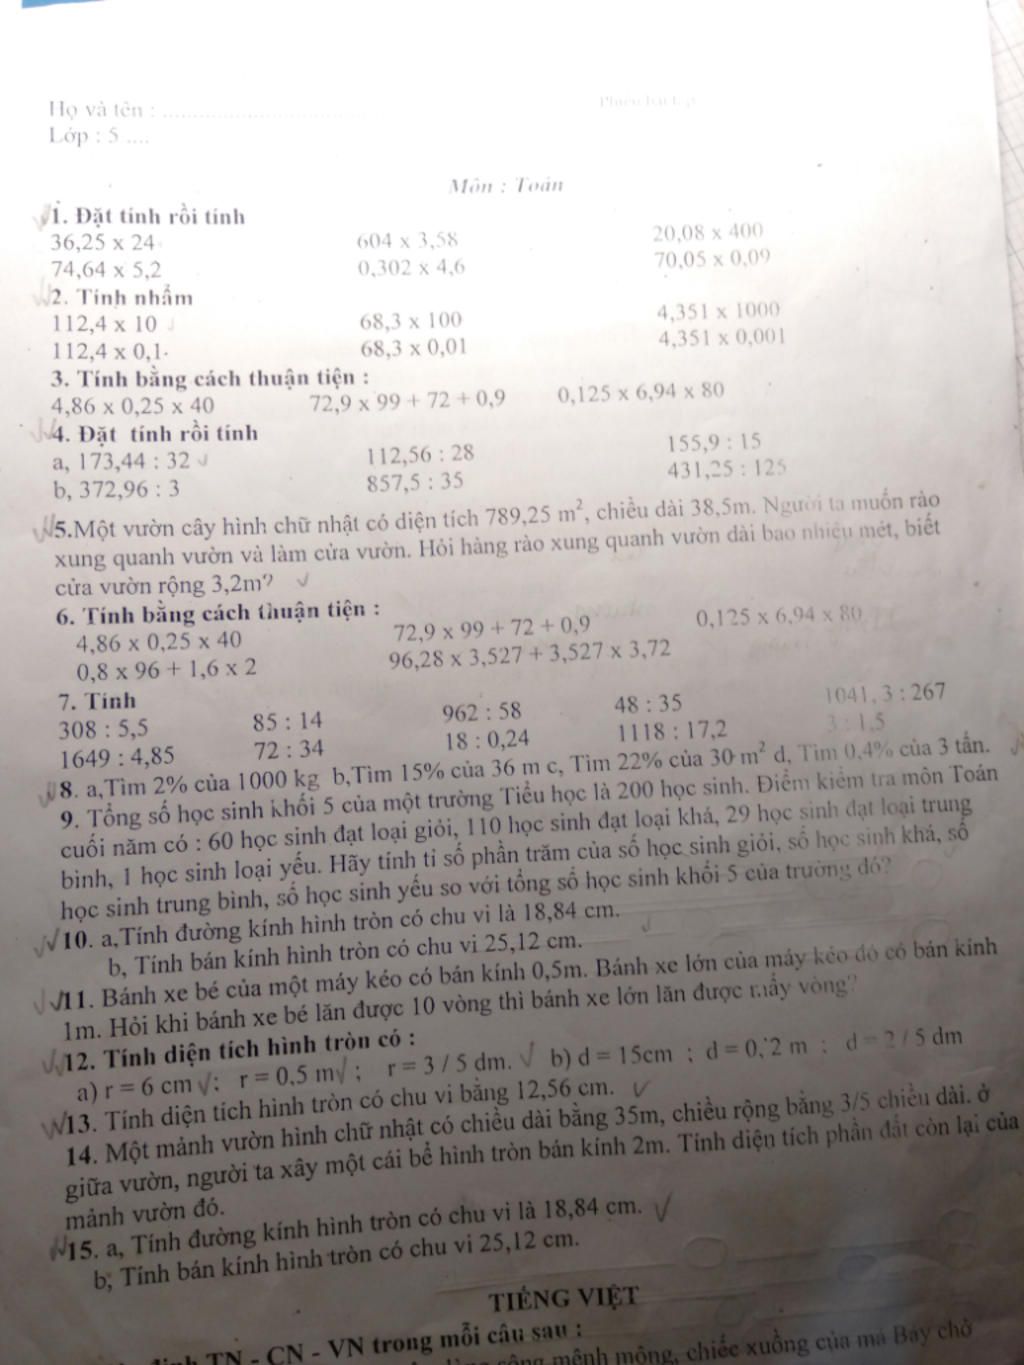 Họ và tên : ..............................
Phiếu bài tập
Lớp : 5 ....
Môn : Toán
1. Đặt tính rồi tính
36,25 x 24 604 x 3,58 20,08 x 400
74,64 x 5,2 0,302 x 4,6 70,05 x 0,09
2. Tính nhẩm
112,4 x 10 68,3 x 100 4,351 x 1000
112,4 x 0,1 68,3 x 0,01 4,351 x 0,001
3. Tính bằng cách thuận tiện :
4,86 x 0,25 x 40 72,9 x 99 + 72 + 0,9 0,125 x 6,94 x 80
4. Đặt tính rồi tính
a, 173,44 : 32 112,56 : 28 155,9 : 15
b, 372,96 : 3 857,5 : 35 431,25 : 125
5.Một vườn cây hình chữ nhật có diện tích 789,25 m², chiều dài 38,5m. Người ta muốn rào
xung quanh vườn và làm cửa vườn. Hỏi hàng rào xung quanh vườn dài bao nhiêu mét, biết
cửa vườn rộng 3,2m?
6. Tính bằng cách thuận tiện :
4,86 x 0,25 x 40 72,9 x 99 + 72 + 0,9 0,125 x 6,94 x 80
0,8 x 96 + 1,6 x 2 96,28 x 3,527 + 3,527 x 3,72
7. Tính
308 : 5,5 85 : 14 962 : 58 48 : 35 1041, 3 : 267
1649 : 4,85 72 : 34 18 : 0,24 1118 : 17,2 3 : 1,5
8. a,Tìm 2% của 1000 kg b,Tìm 15% của 36 m c, Tìm 22% của 30 m² d, Tìm 0,4% của 3 tấn.
9. Tổng số học sinh khối 5 của một trường Tiểu học là 200 học sinh. Điểm kiểm tra môn Toán
cuối năm có : 60 học sinh đạt loại giỏi, 110 học sinh đạt loại khá, 29 học sinh đạt loại trung
bình, 1 học sinh loại yếu. Hãy tính tỉ số phần trăm của số học sinh giỏi, số học sinh khá, số
học sinh trung bình, số học sinh yếu so với tổng số học sinh khối 5 của trường đó?
10. a,Tính đường kính hình tròn có chu vi là 18,84 cm.
b, Tính bán kính hình tròn có chu vi 25,12 cm.
11. Bánh xe bé của một máy kéo có bán kính 0,5m. Bánh xe lớn của máy kéo đó có bán kính
1m. Hỏi khi bánh xe bé lăn được 10 vòng thì bánh xe lớn lăn được mấy vòng?
12. Tính diện tích hình tròn có :
a) r = 6 cm ; r = 0,5 m ; r = 3 / 5 dm. b) d = 15cm ; d = 0,2 m ; d = 2 / 5 dm
13. Tính diện tích hình tròn có chu vi bằng 12,56 cm.
14. Một mảnh vườn hình chữ nhật có chiều dài bằng 35m, chiều rộng bằng 3/5 chiều dài. ở
giữa vườn, người ta xây một cái bể hình tròn bán kính 2m. Tính diện tích phần đất còn lại của
mảnh vườn đó.
15. a, Tính đường kính hình tròn có chu vi là 18,84 cm.
b, Tính bán kính hình tròn có chu vi 25,12 cm.
TIẾNG VIỆT
định TN - CN - VN trong mỗi câu sau :
sông mênh mông, chiếc xuồng của má Bảy chở